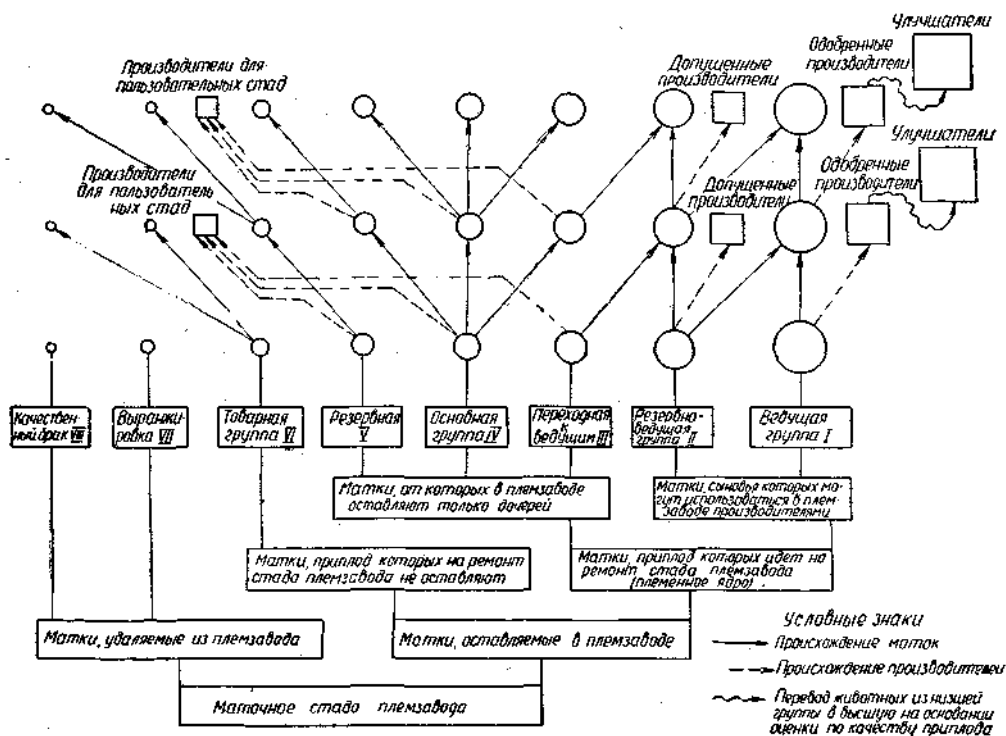 Улучшатели
Одобренные
производители
Производители для
пользовательных стад
Допущенные
производители
Улучшатели
Производители
для пользователь
ных стад
Допущенные
производители
Одобренные
производители
Качествен-
ный брак VIII
Выранжи-
ровка VII
Товарная
группа VI
Резервная
V
Основная
группа IV
Переходная
к
ведущим III
Резервно-
ведущая
группа II
Ведущая
группа I
Матки, от которых в племзаводе
оставляют только дочерей
Матки, сыновья которых мо-
гут использоваться в плем-
заводе производителями
Матки, приплод которых на ремонт
стада племзавода не оставляют
Матки, приплод которых идет на
ремонт стада племзавода
(племенное ядро)
Матки, удаляемые из племзавода
Матки, оставляемые в племзаводе
Маточное стадо племзавода
Условные знаки
Происхождение маток
Происхождение производителей
Перевод животных из низшей
группы в высшую на основании
оценки по качеству приплода